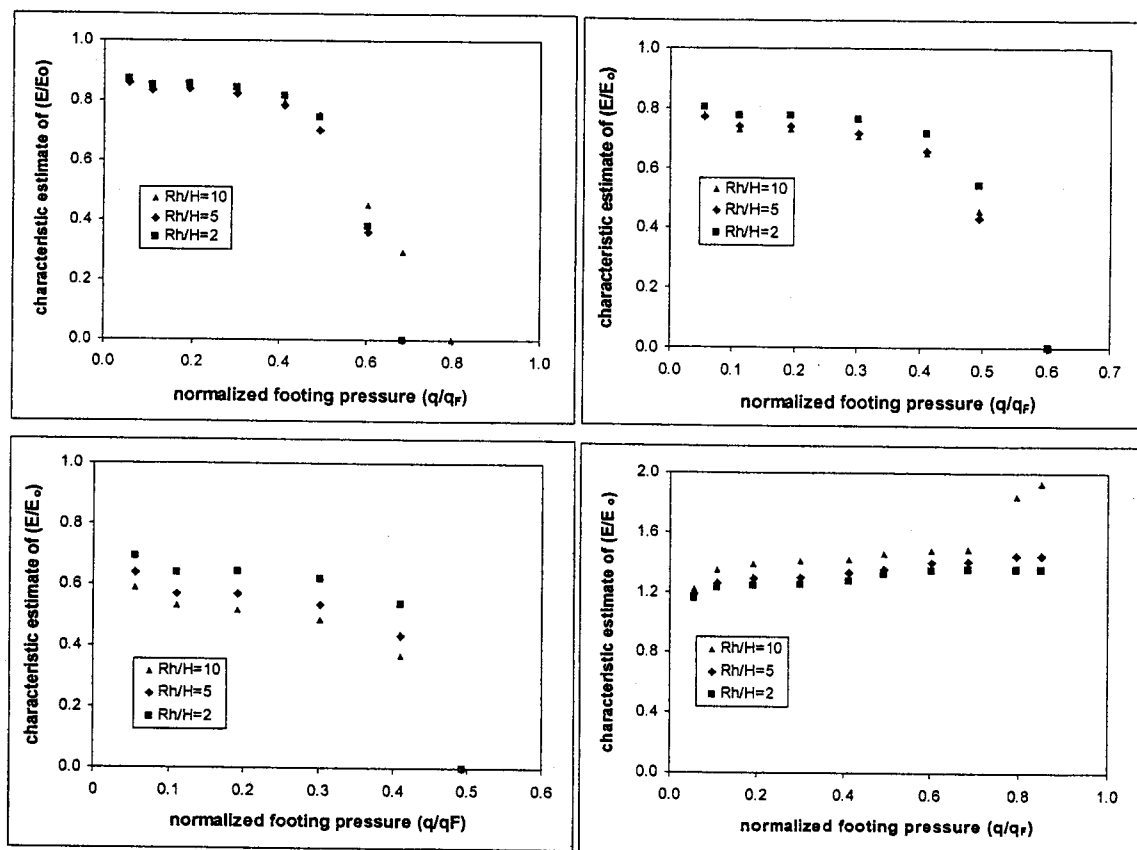 characteristic estimate of (E/Eo)
1.0
0.8
0.6
0.4
0.2
0.0
▲ Rh/H=10
◆ Rh/H=5
■ Rh/H=2
0.0 0.2 0.4 0.6 0.8 1.0
normalized footing pressure (q/qF)
characteristic estimate of (E/Eo)
1.0
0.8
0.6
0.4
0.2
0.0
▲ Rh/H=10
◆ Rh/H=5
■ Rh/H=2
0.0 0.1 0.2 0.3 0.4 0.5 0.6 0.7
normalized footing pressure (q/qF)
characteristic estimate of (E/Eo)
1.0
0.8
0.6
0.4
0.2
0.0
▲ Rh/H=10
◆ Rh/H=5
■ Rh/H=2
0 0.1 0.2 0.3 0.4 0.5 0.6
normalized footing pressure (q/qF)
characteristic estimate of (E/Eo)
2.0
1.6
1.2
0.8
0.4
0.0
▲ Rh/H=10
◆ Rh/H=5
■ Rh/H=2
0.0 0.2 0.4 0.6 0.8 1.0
normalized footing pressure (q/qF)